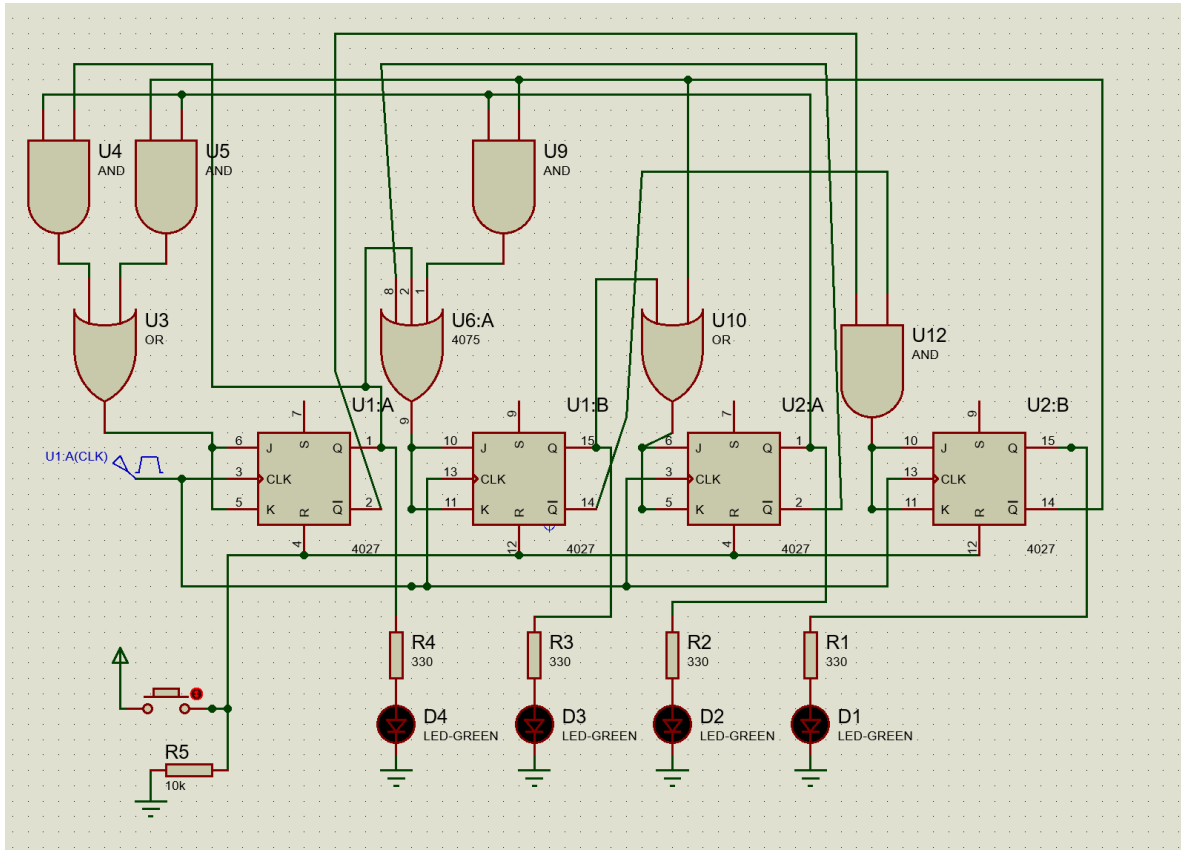 U4
AND
U5
AND
U9
AND
8
2
1
U3
OR
U6:A
4075
U10
OR
U12
AND
9
U1:A
7
6
J
S
Q
1
3
CLK
5
K
R
Q
2
4
4027
U1:B
9
10
J
S
Q
15
13
CLK
11
K
R
Q
14
12
4027
U2:A
7
6
J
S
Q
1
3
CLK
5
K
R
Q
2
4
4027
U2:B
9
10
J
S
Q
15
13
CLK
11
K
R
Q
14
12
4027
U1:A(CLK)
R4
330
R3
330
R2
330
R1
330
D4
LED-GREEN
D3
LED-GREEN
D2
LED-GREEN
D1
LED-GREEN
R5
10k